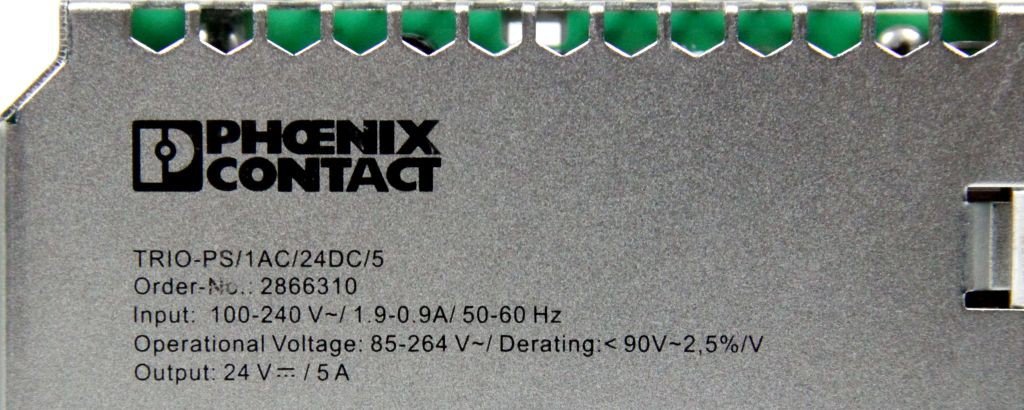 PHOENIX
CONTACT
TRIO-PS/1AC/24DC/5
Order-No.: 2866310
Input: 100-240 V~/ 1.9-0.9A/ 50-60 Hz
Operational Voltage: 85-264 V~/ Derating:< 90V~2,5%/V
Output: 24 V⎓ / 5 A